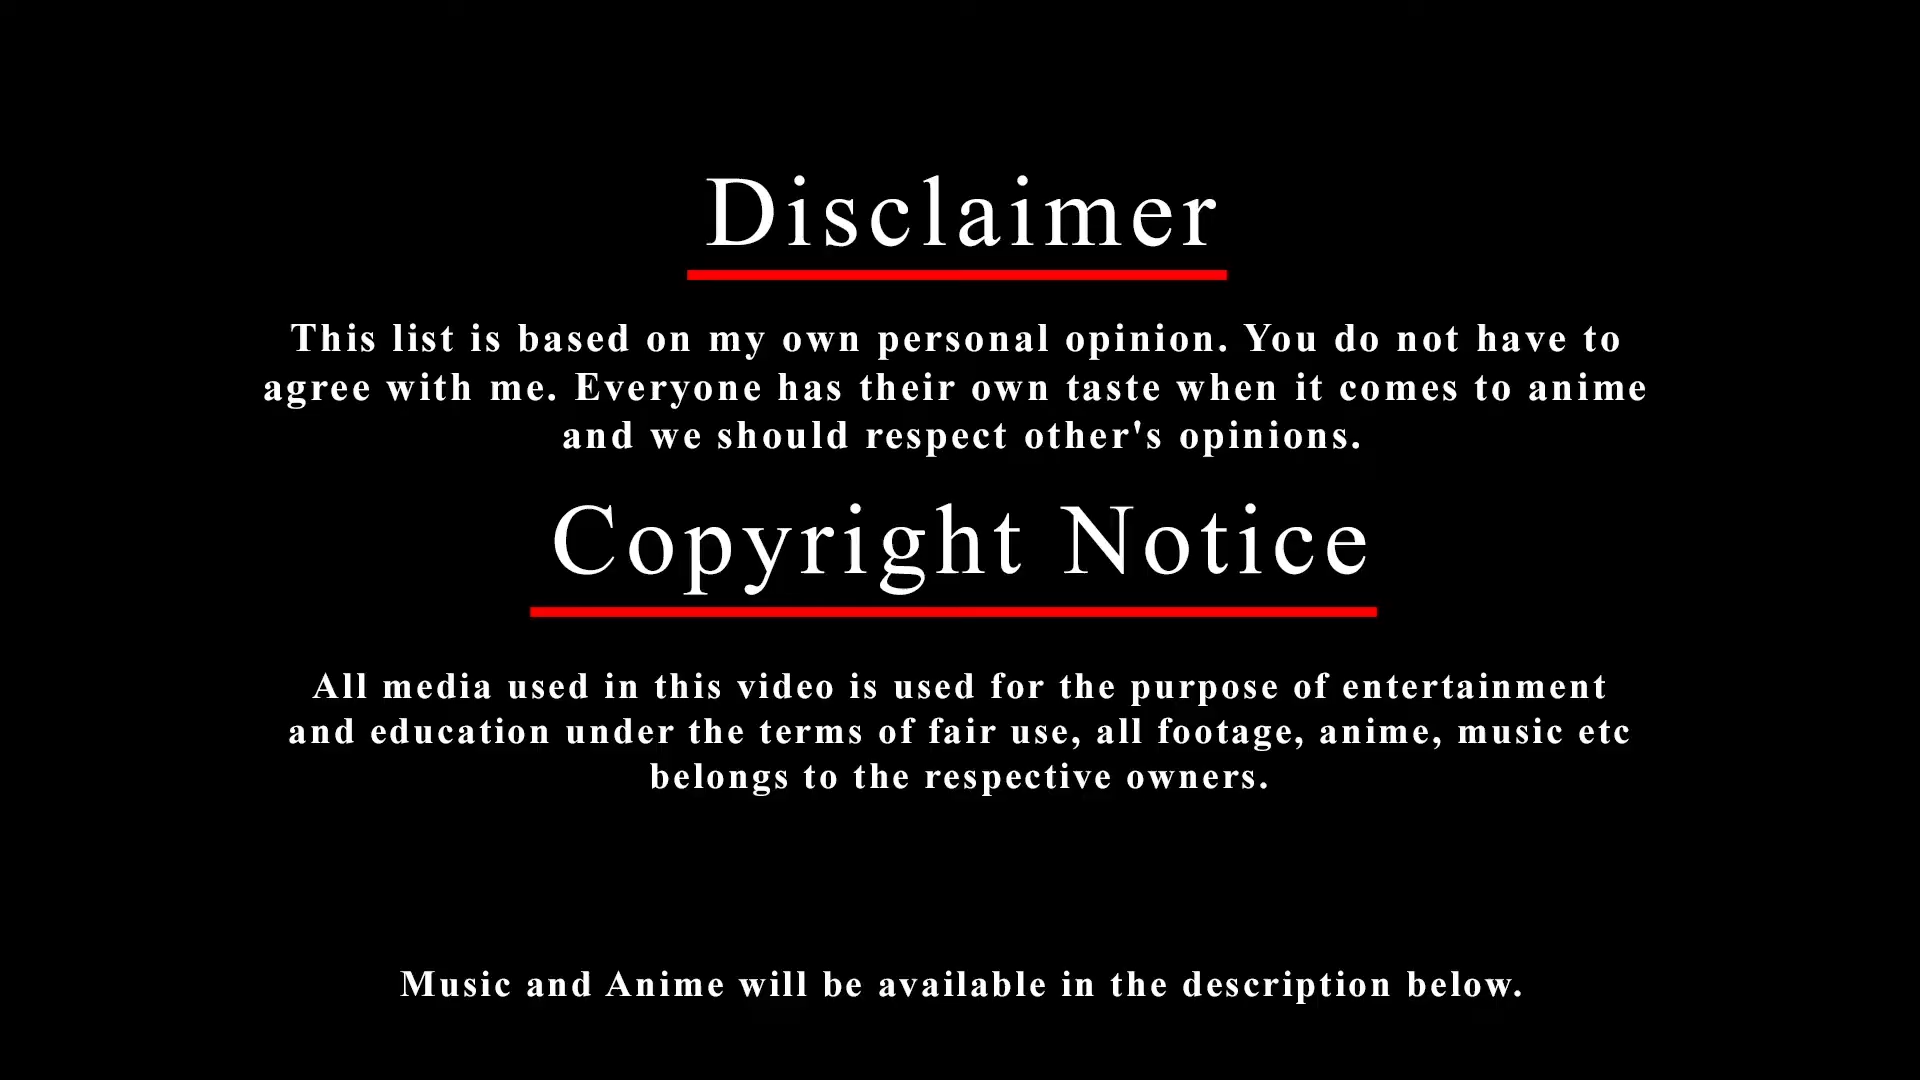 Disclaimer
This list is based on my own personal opinion. You do not have to
agree with me. Everyone has their own taste when it comes to anime
and we should respect other's opinions.
Copyright Notice
All media used in this video is used for the purpose of entertainment
and education under the terms of fair use, all footage, anime, music etc
belongs to the respective owners.
Music and Anime will be available in the description below.